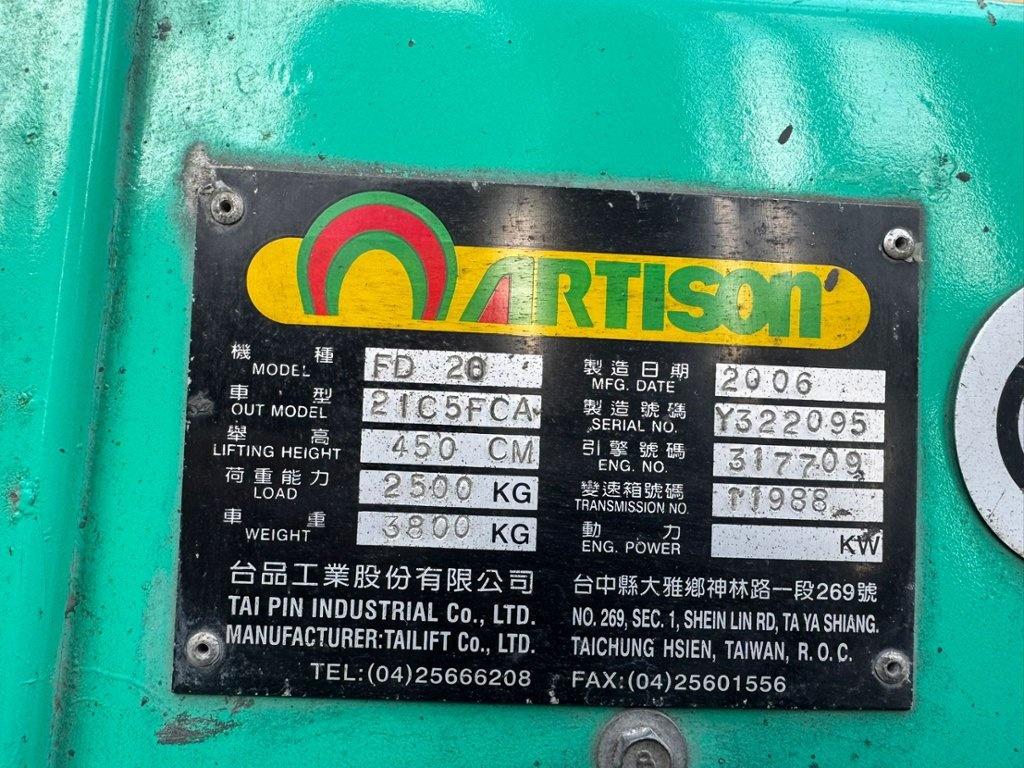 ARTISON
機種 MODEL FD 20
車型 OUT MODEL 21C5FCA
舉高 LIFTING HEIGHT 450 CM
荷重能力 LOAD 2500 KG
車重 WEIGHT 3800 KG
製造日期 MFG. DATE 2006
製造號碼 SERIAL NO. Y322095
引擎號碼 ENG. NO. 317709
變速箱號碼 TRANSMISSION NO. 11988
動力 ENG. POWER KW
台品工業股份有限公司
TAI PIN INDUSTRIAL Co., LTD.
MANUFACTURER:TAILIFT Co., LTD.
TEL:(04)25666208
台中縣大雅鄉神林路一段269號
NO. 269, SEC. 1, SHEIN LIN RD, TA YA SHIANG.
TAICHUNG HSIEN, TAIWAN, R. O. C.
FAX:(04)25601556